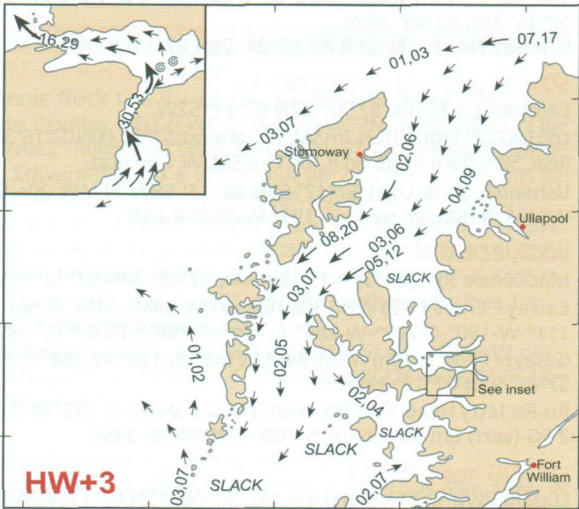 16,29
30,53
01,03
07,17
03,07
Stornoway
02,06
04,09
Ullapool
08,20
03,06
05,12
SLACK
03,07
02,05
01,02
See inset
02,04
SLACK
SLACK
SLACK
HW+3
03,07
02,07
Fort
William